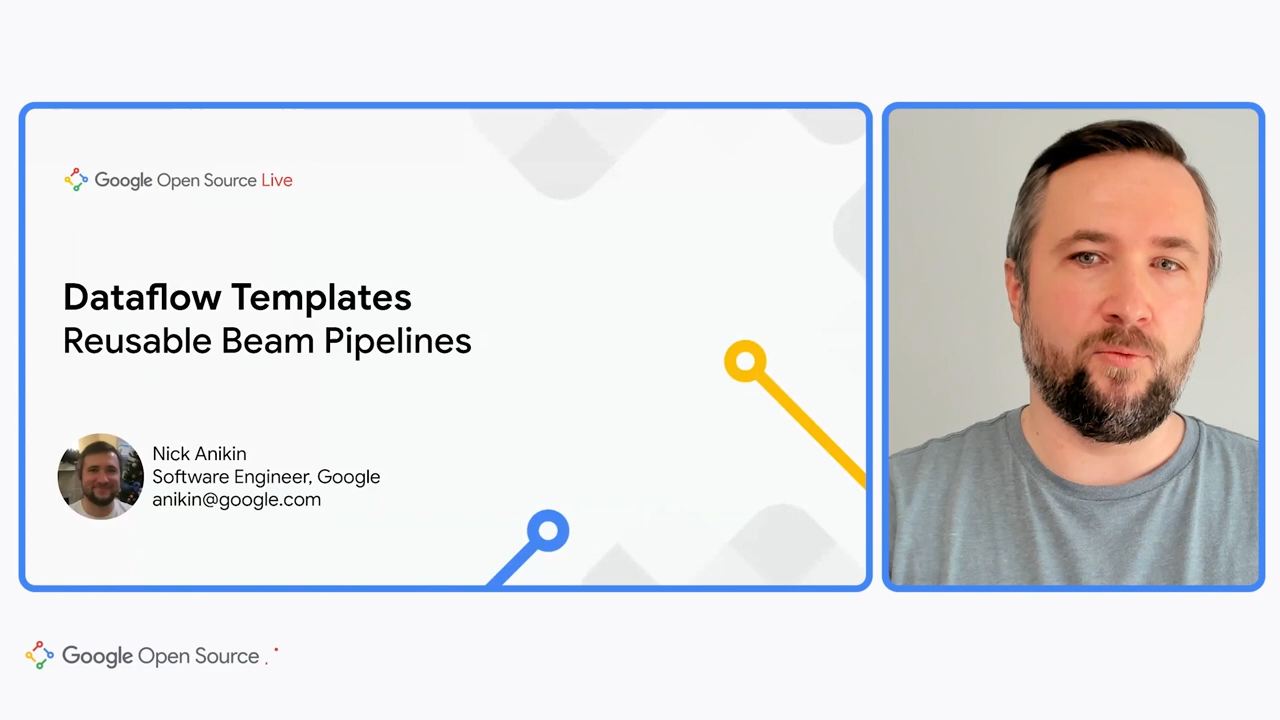 Google Open Source Live
Dataflow Templates
Reusable Beam Pipelines
Nick Anikin
Software Engineer, Google
anikin@google.com
Google Open Source